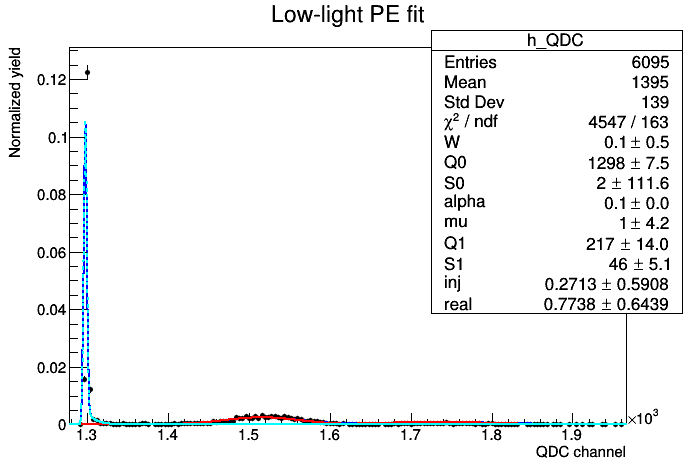 Low-light PE fit
h_QDC
Entries 6095
Mean 1395
Std Dev 139
χ² / ndf 4547 / 163
W 0.1 ± 0.5
Q0 1298 ± 7.5
S0 2 ± 111.6
alpha 0.1 ± 0.0
mu 1 ± 4.2
Q1 217 ± 14.0
S1 46 ± 5.1
inj 0.2713 ± 0.5908
real 0.7738 ± 0.6439
Normalized yield
0.12
0.1
0.08
0.06
0.04
0.02
0
1.3 1.4 1.5 1.6 1.7 1.8 1.9 ×10³
QDC channel